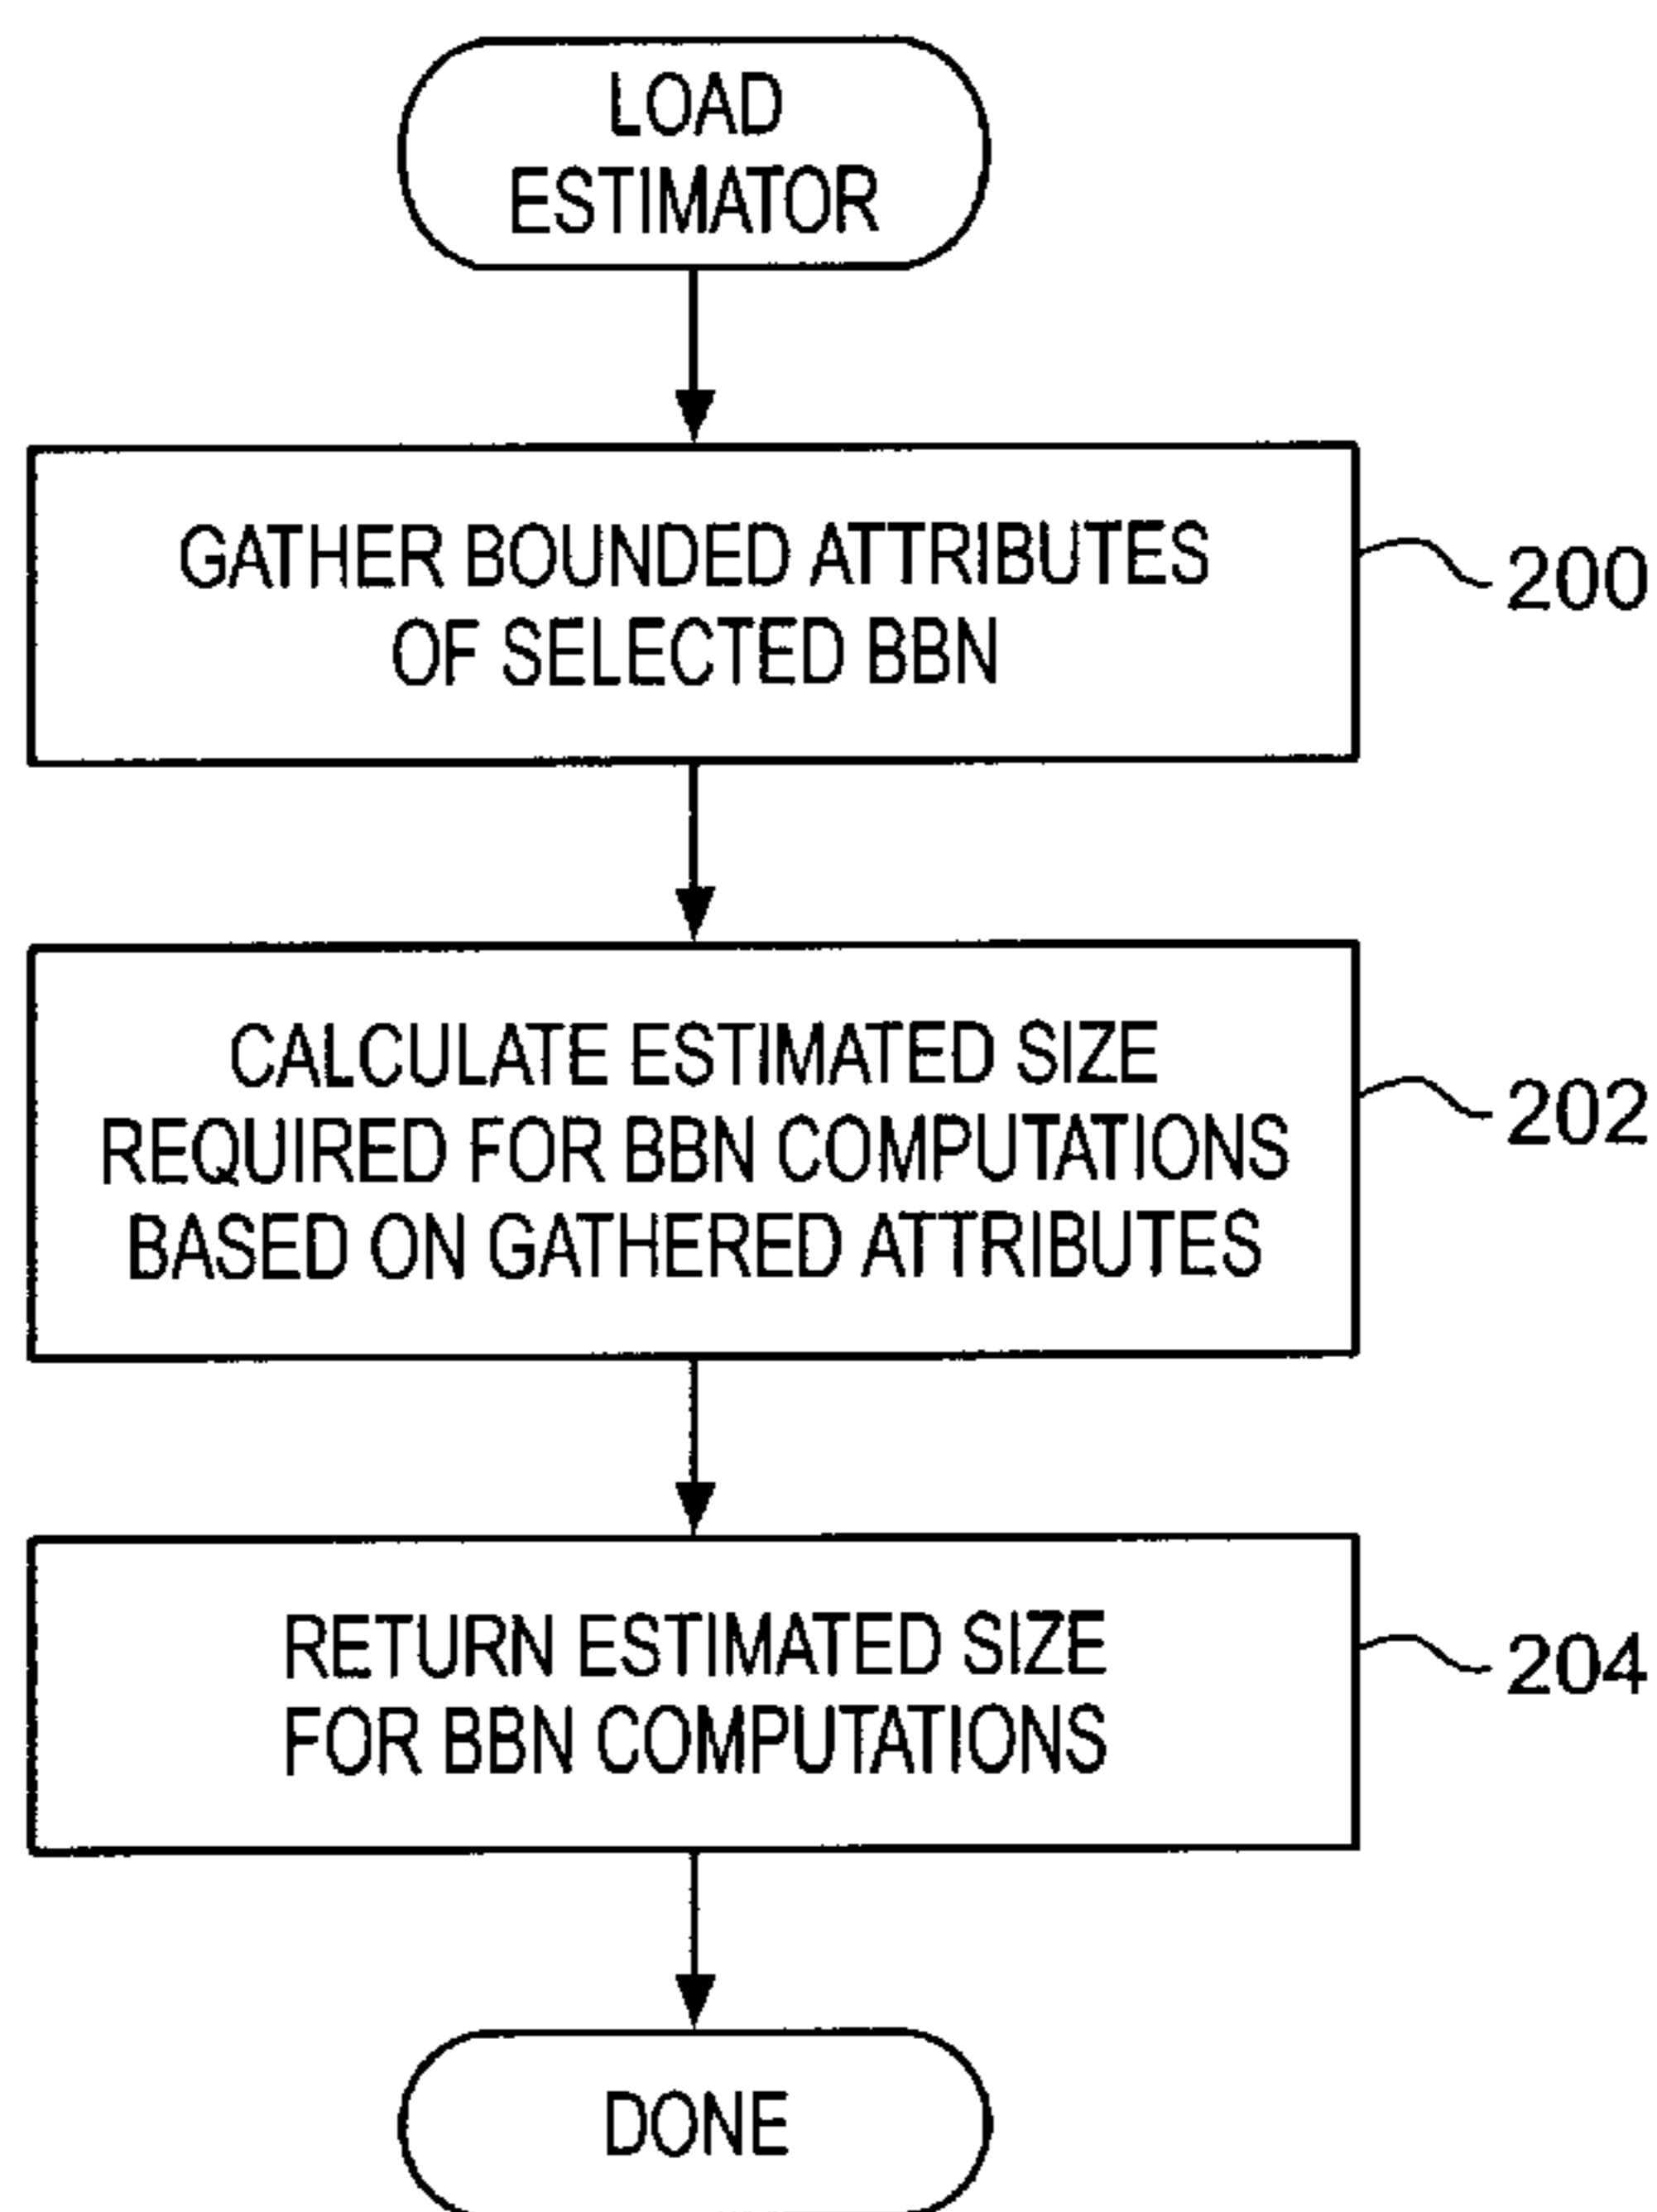 LOAD
ESTIMATOR
GATHER BOUNDED ATTRIBUTES
OF SELECTED BBN
200
CALCULATE ESTIMATED SIZE
REQUIRED FOR BBN COMPUTATIONS
BASED ON GATHERED ATTRIBUTES
202
RETURN ESTIMATED SIZE
FOR BBN COMPUTATIONS
204
DONE